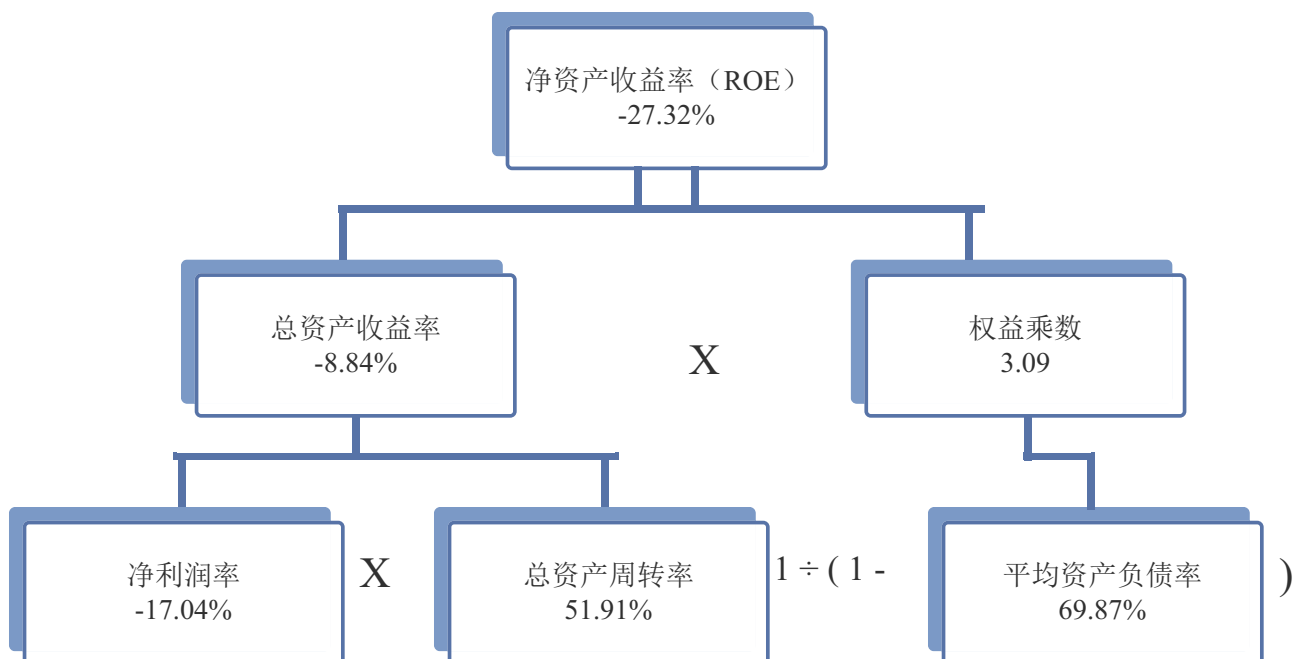 净资产收益率（ROE）
-27.32%
总资产收益率
-8.84%
X
权益乘数
3.09
净利润率
-17.04%
X
总资产周转率
51.91%
1 ÷ ( 1 -
平均资产负债率
69.87%
)